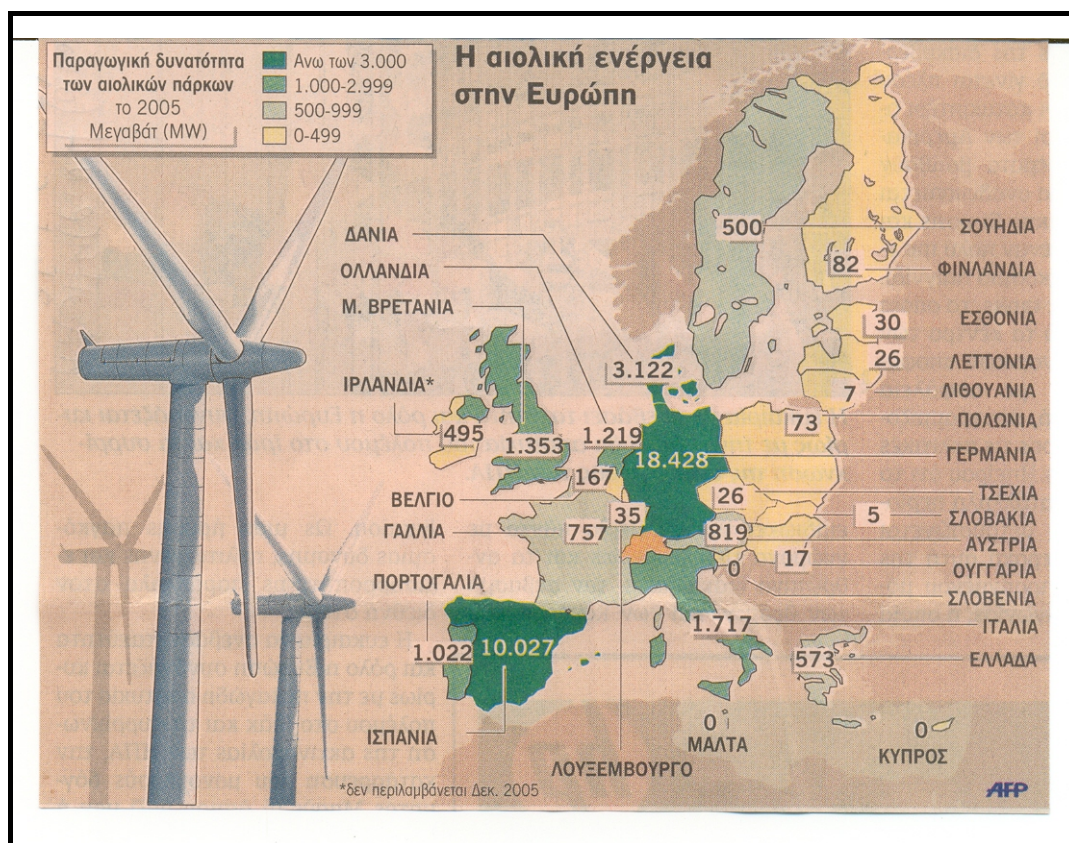 Παραγωγική δυνατότητα
των αιολικών πάρκων
το 2005
Μεγαβάτ (MW)
Ανω των 3.000
1.000-2.999
500-999
0-499
Η αιολική ενέργεια
στην Ευρώπη
ΔΑΝΙΑ
ΟΛΛΑΝΔΙΑ
Μ. ΒΡΕΤΑΝΙΑ
ΙΡΛΑΝΔΙΑ*
500
ΣΟΥΗΔΙΑ
82
ΦΙΝΛΑΝΔΙΑ
30
ΕΣΘΟΝΙΑ
26
ΛΕΤΤΟΝΙΑ
7
ΛΙΘΟΥΑΝΙΑ
3.122
73
ΠΟΛΩΝΙΑ
495
1.353
1.219
18.428
ΓΕΡΜΑΝΙΑ
167
ΒΕΛΓΙΟ
26
ΤΣΕΧΙΑ
35
5
ΣΛΟΒΑΚΙΑ
ΓΑΛΛΙΑ
757
819
ΑΥΣΤΡΙΑ
17
ΟΥΓΓΑΡΙΑ
0
ΣΛΟΒΕΝΙΑ
ΠΟΡΤΟΓΑΛΙΑ
1.717
ΙΤΑΛΙΑ
1.022
10.027
573
ΕΛΛΑΔΑ
ΙΣΠΑΝΙΑ
0
ΜΑΛΤΑ
0
ΚΥΠΡΟΣ
ΛΟΥΞΕΜΒΟΥΡΓΟ
*δεν περιλαμβάνεται Δεκ. 2005
AFP